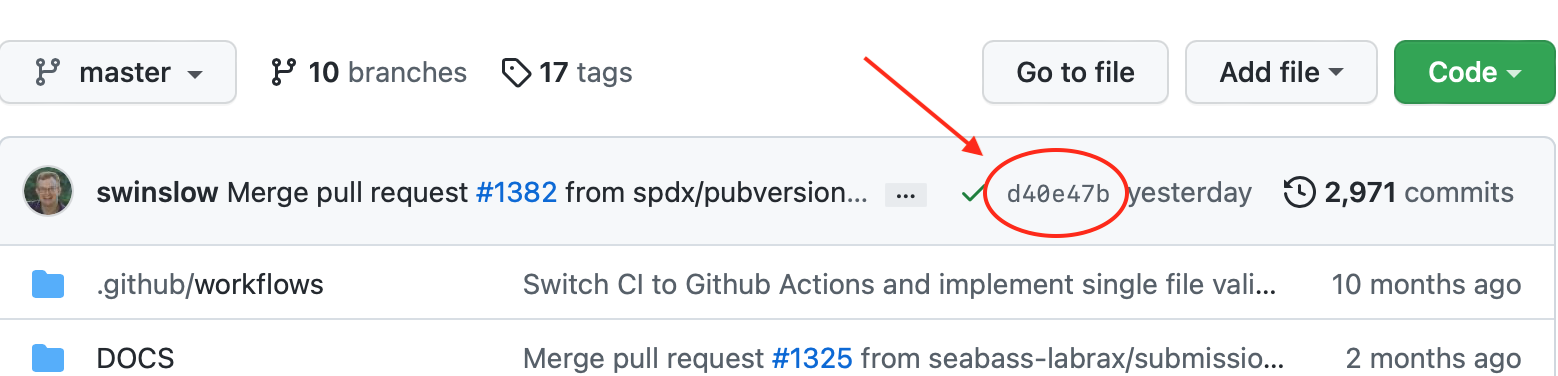 master 10 branches 17 tags Go to file Add file Code
swinslow Merge pull request #1382 from spdx/pubversion... ... d40e47b yesterday 2,971 commits
.github/workflows Switch CI to Github Actions and implement single file vali... 10 months ago
DOCS Merge pull request #1325 from seabass-labrax/submissio... 2 months ago